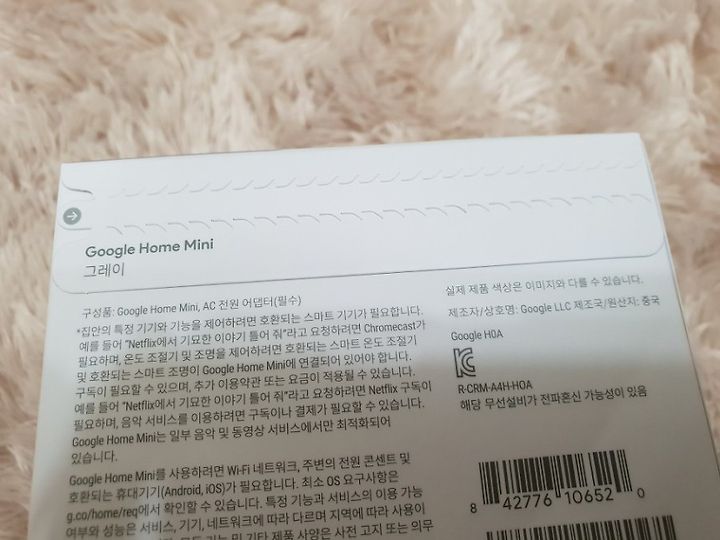 Google Home Mini
그레이
구성품: Google Home Mini, AC 전원 어댑터(필수)
*집안의 특정 기기와 기능을 제어하려면 호환되는 스마트 기기가 필요합니다.
예를 들어 "Netflix에서 기묘한 이야기 틀어 줘"라고 요청하려면 Chromecast가
필요하며, 온도 조절기 및 조명을 제어하려면 호환되는 스마트 온도 조절기
및 호환되는 스마트 조명이 Google Home Mini에 연결되어 있어야 합니다.
구독이 필요할 수 있으며, 추가 이용약관 또는 요금이 적용될 수 있습니다.
예를 들어 "Netflix에서 기묘한 이야기 틀어 줘"라고 요청하려면 Netflix 구독이
필요하며, 음악 서비스를 이용하려면 구독이나 결제가 필요할 수 있습니다.
Google Home Mini는 일부 음악 및 동영상 서비스에서만 최적화되어
있습니다.
Google Home Mini를 사용하려면 Wi-Fi 네트워크, 주변의 전원 콘센트 및
호환되는 휴대기기(Android, iOS)가 필요합니다. 최소 OS 요구사항은
g.co/home/req에서 확인할 수 있습니다. 특정 기능과 서비스의 이용 가능
여부와 성능은 서비스, 기기, 네트워크에 따라 다르며 지역에 따라 사용이
기능 및 기타 제품 사양은 사전 고지 또는 의무
실제 제품 색상은 이미지와 다를 수 있습니다.
제조자/상호명: Google LLC 제조국/원산지: 중국
Google H0A
R-CRM-A4H-HOA
해당 무선설비가 전파혼신 가능성이 있음
8 42776 10652 0